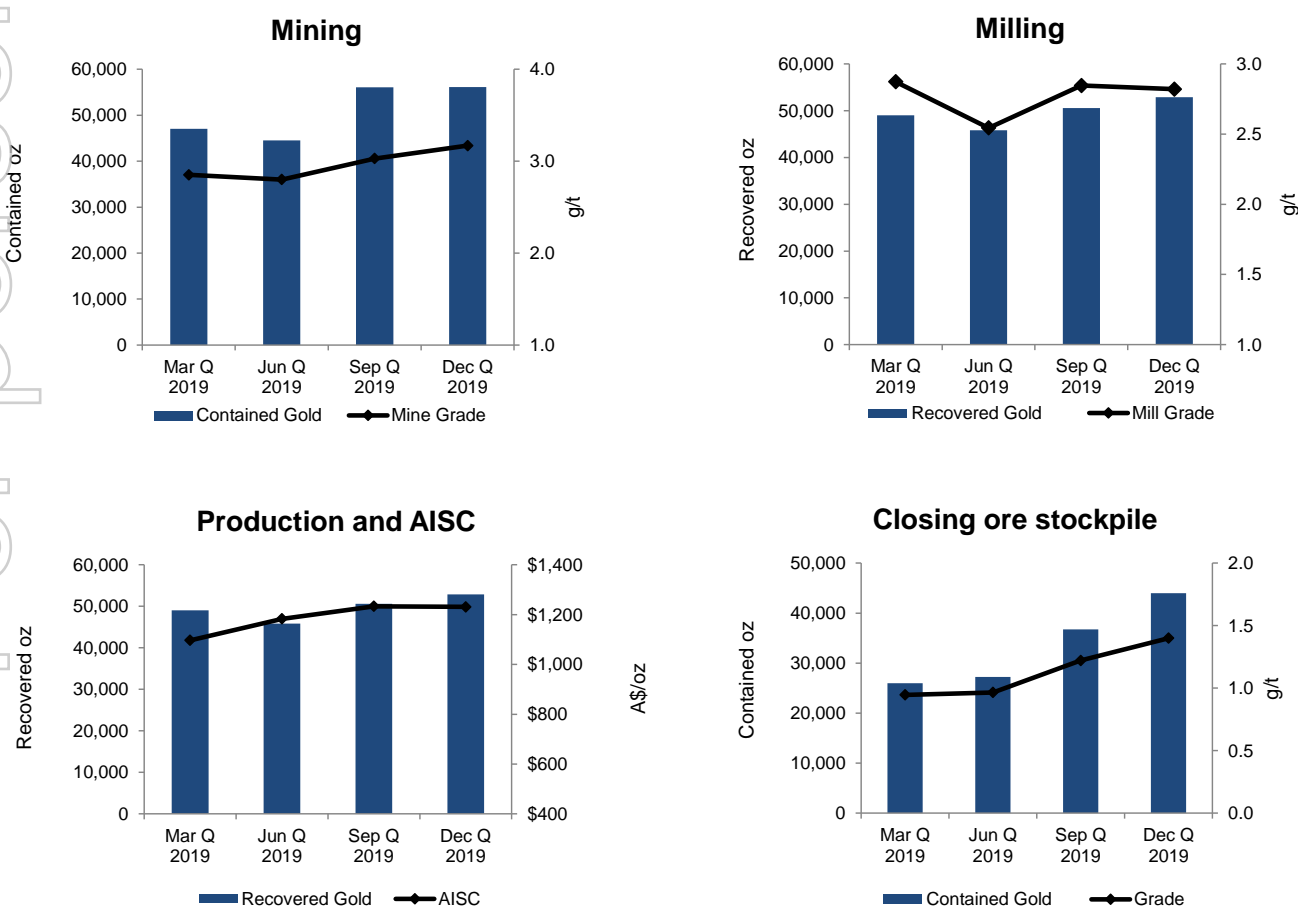 Mining
60,000
50,000
40,000
30,000
20,000
10,000
0
Contained oz
4.0
3.0
2.0
1.0
g/t
Mar Q 2019
Jun Q 2019
Sep Q 2019
Dec Q 2019
Contained Gold
Mine Grade
Milling
60,000
50,000
40,000
30,000
20,000
10,000
0
Recovered oz
3.0
2.5
2.0
1.5
1.0
g/t
Mar Q 2019
Jun Q 2019
Sep Q 2019
Dec Q 2019
Recovered Gold
Mill Grade
Production and AISC
60,000
50,000
40,000
30,000
20,000
10,000
0
Recovered oz
$1,400
$1,200
$1,000
$800
$600
$400
A$/oz
Mar Q 2019
Jun Q 2019
Sep Q 2019
Dec Q 2019
Recovered Gold
AISC
Closing ore stockpile
50,000
40,000
30,000
20,000
10,000
0
Contained oz
2.0
1.5
1.0
0.5
0.0
g/t
Mar Q 2019
Jun Q 2019
Sep Q 2019
Dec Q 2019
Contained Gold
Grade